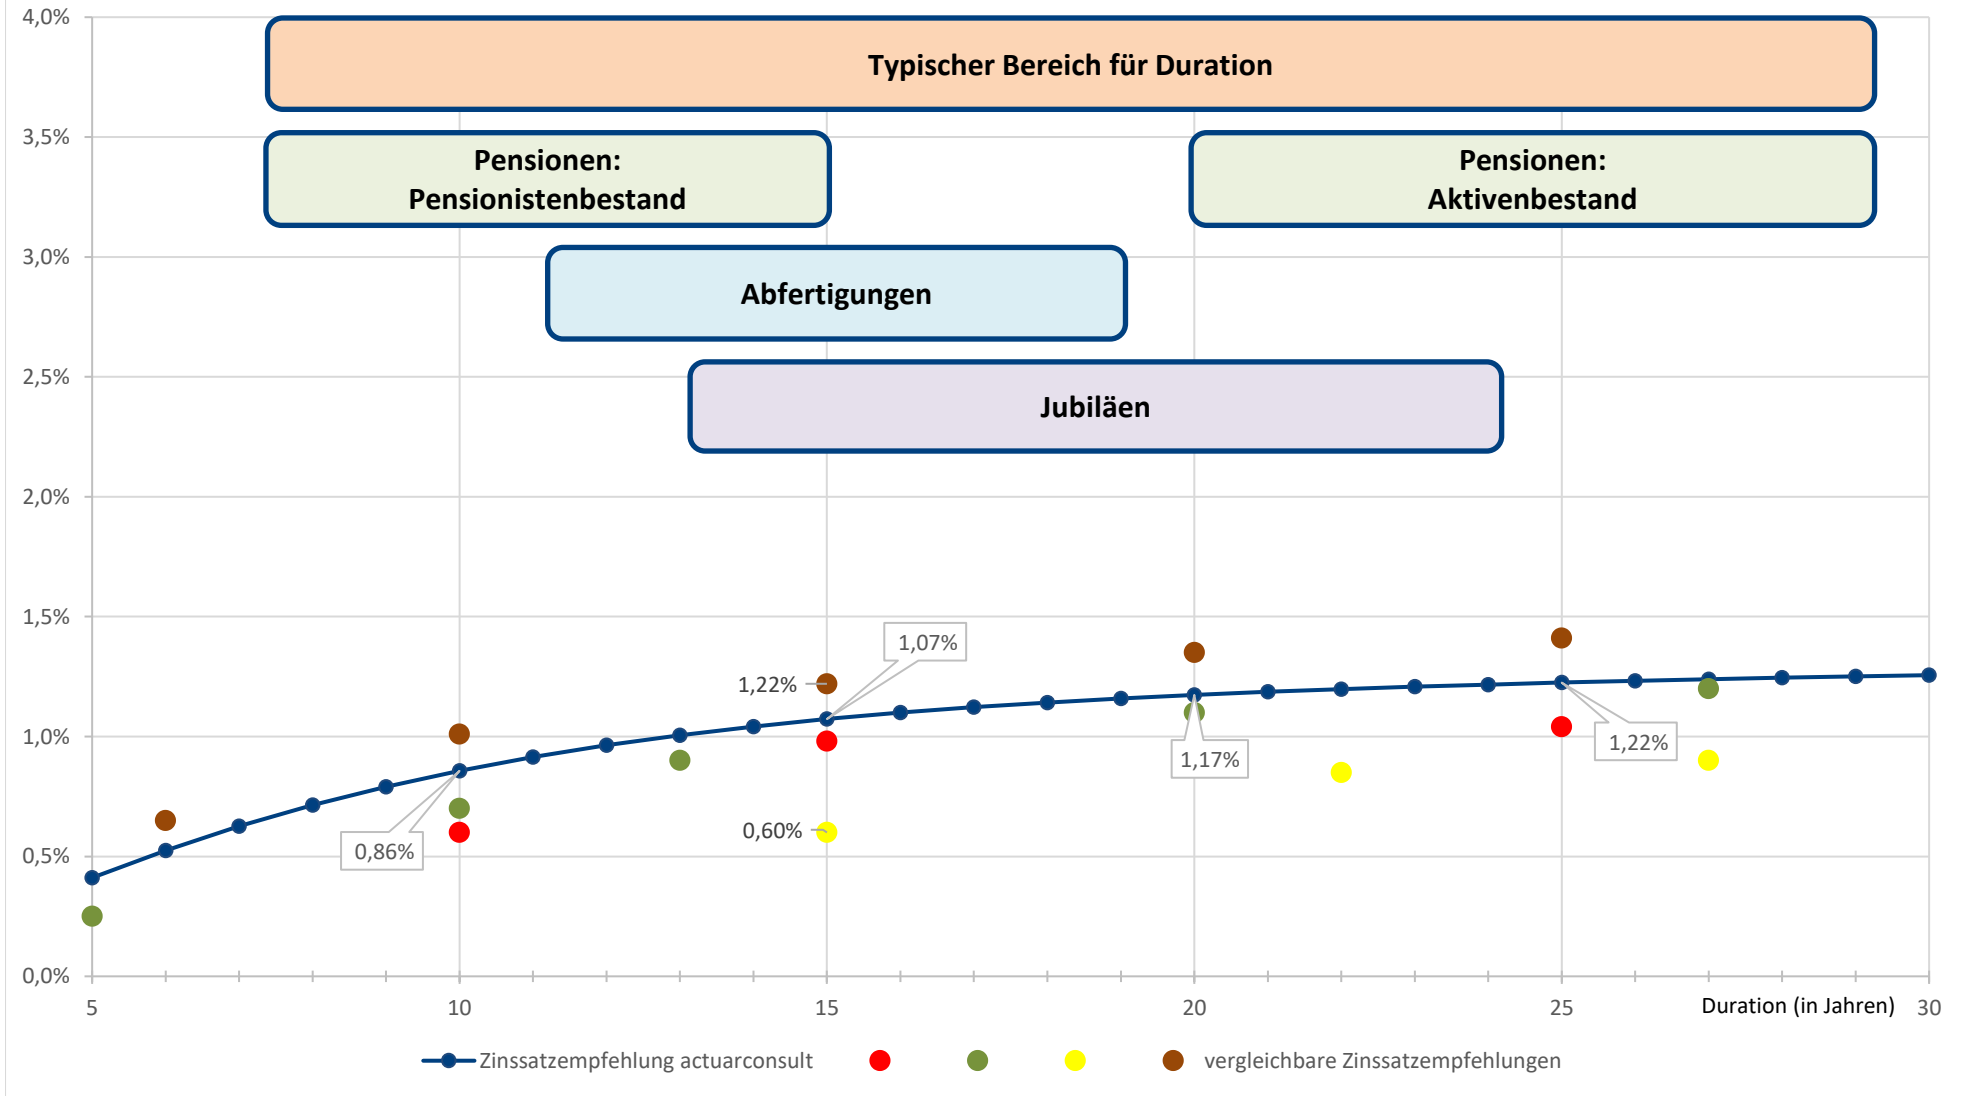 4,0%
Typischer Bereich für Duration
3,5%
Pensionen:
Pensionistenbestand
Pensionen:
Aktivenbestand
3,0%
Abfertigungen
2,5%
Jubiläen
2,0%
1,5%
1,07%
1,22%
1,0%
1,22%
1,17%
0,60%
0,86%
0,5%
0,0%
5
10
15
20
25
Duration (in Jahren)
30
Zinssatzempfehlung actuarconsult
vergleichbare Zinssatzempfehlungen